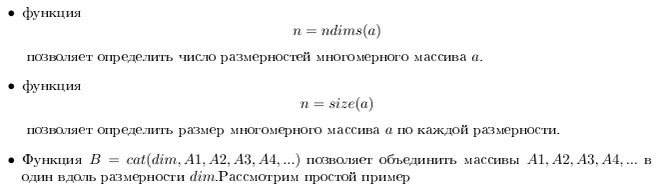 • функция
n = ndims(a)
позволяет определить число размерностей многомерного массива a.
• функция
n = size(a)
позволяет определить размер многомерного массива a по каждой размерности.
• Функция B = cat(dim, A1, A2, A3, A4, ...) позволяет объединить массивы A1, A2, A3, A4, ... в
один вдоль размерности dim.Рассмотрим простой пример